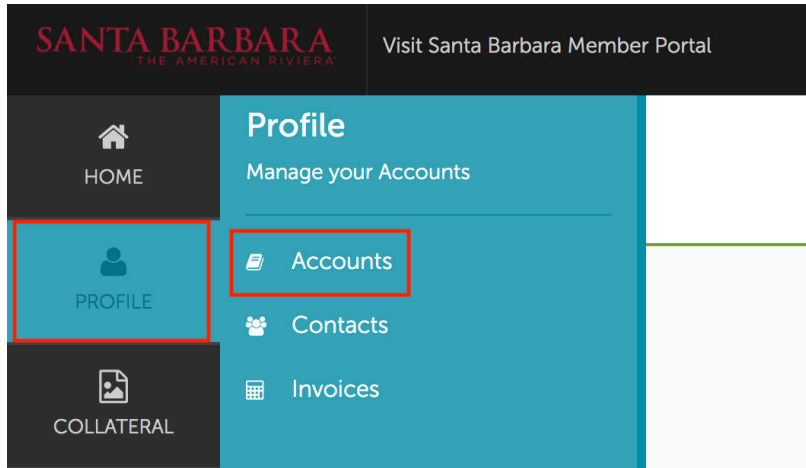 SANTA BARBARA
THE AMERICAN RIVIERA
Visit Santa Barbara Member Portal
HOME
PROFILE
COLLATERAL
Profile
Manage your Accounts
Accounts
Contacts
Invoices